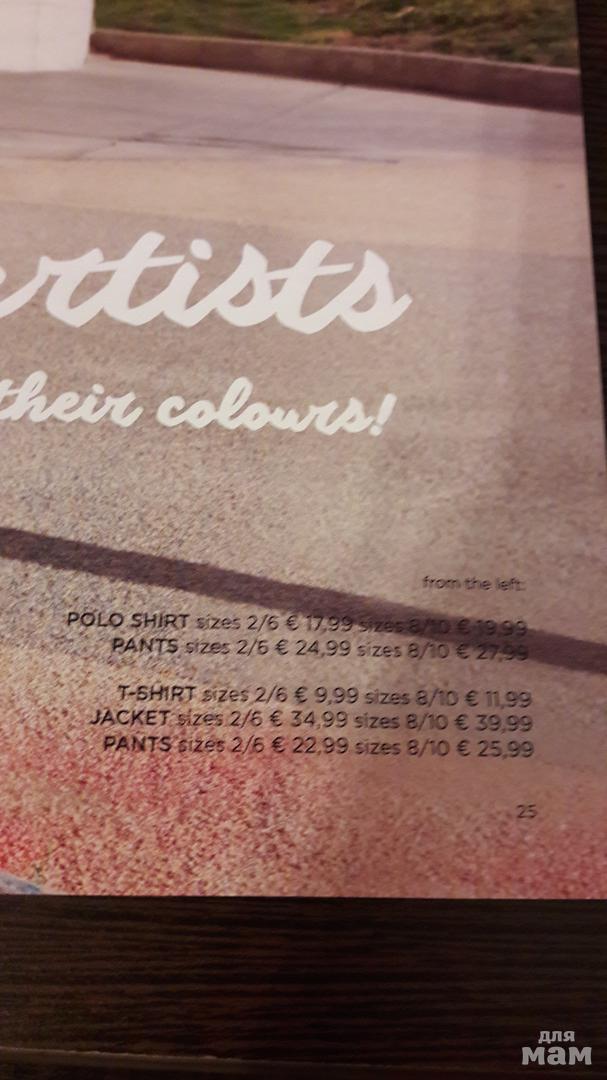 artists
their colours!
from the left:
POLO SHIRT sizes 2/6 € 17,99 sizes 8/10 € 19,99
PANTS sizes 2/6 € 24,99 sizes 8/10 € 27,99
T-SHIRT sizes 2/6 € 9,99 sizes 8/10 € 11,99
JACKET sizes 2/6 € 34,99 sizes 8/10 € 39,99
PANTS sizes 2/6 € 22,99 sizes 8/10 € 25,99
25
для
мам